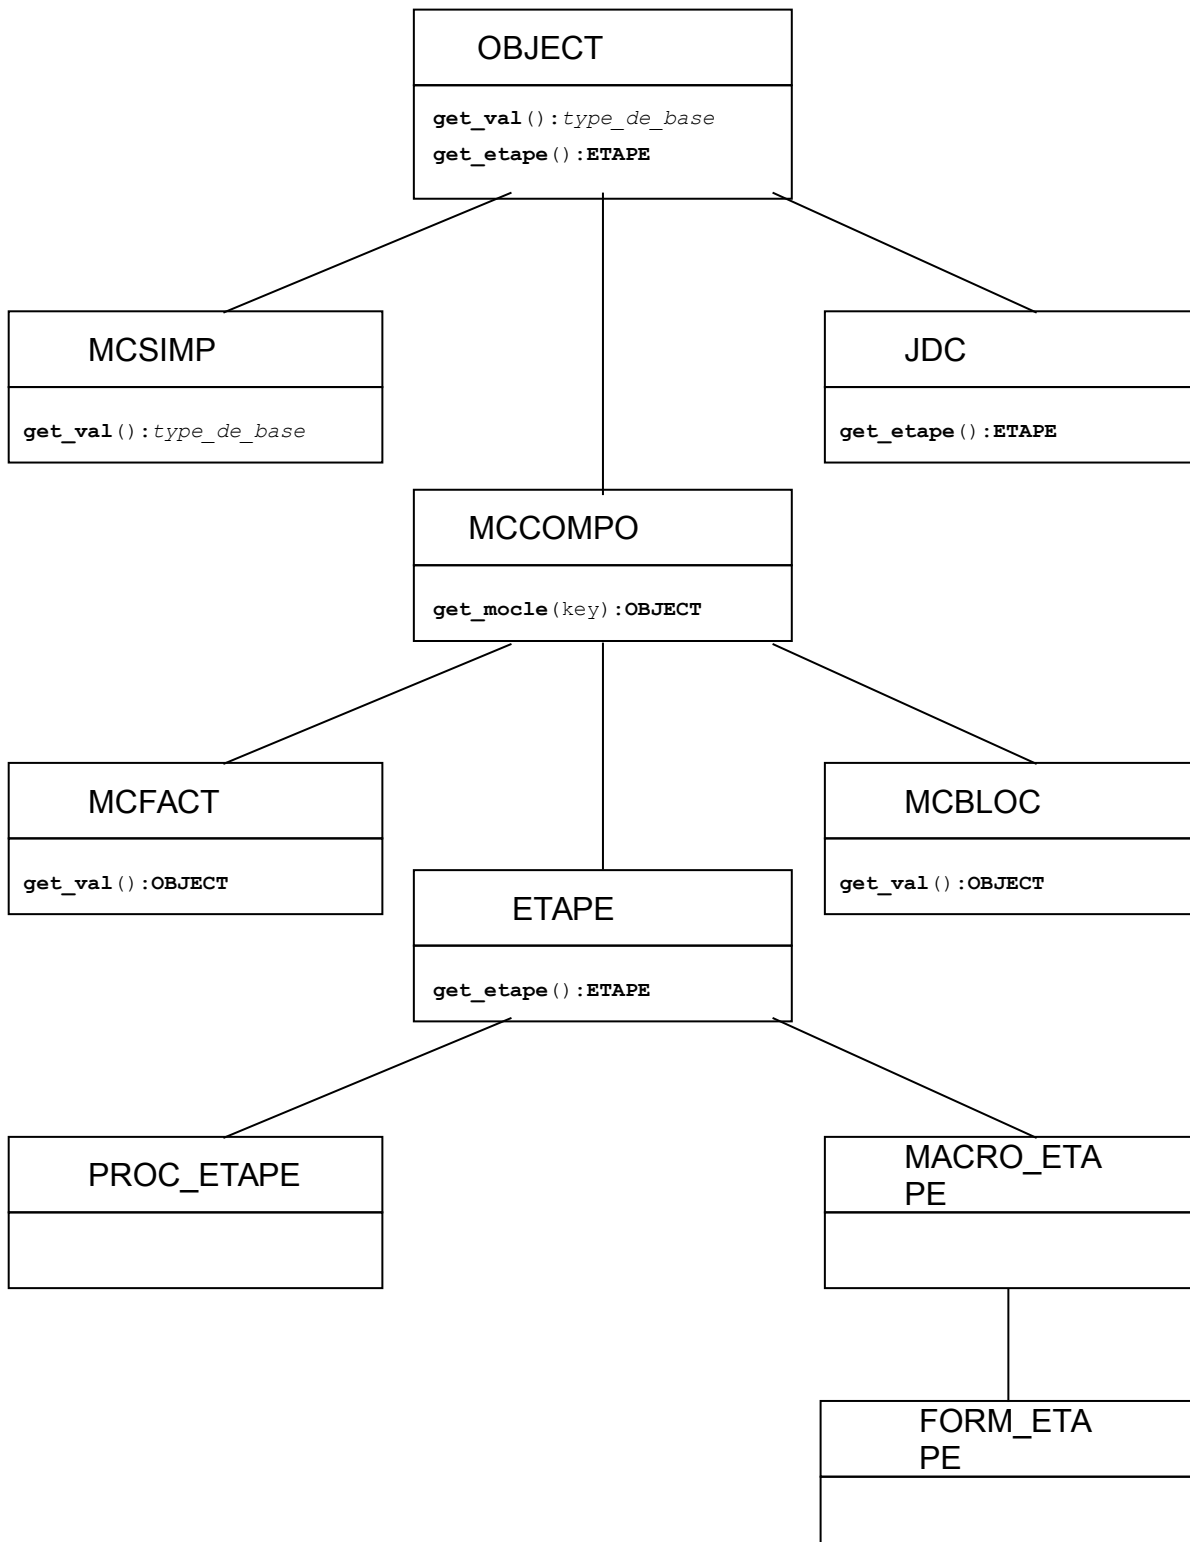 OBJECT
get_val():type_de_base
get_etape():ETAPE
MCSIMP
get_val():type_de_base
JDC
get_etape():ETAPE
MCCOMPO
get_mocle(key):OBJECT
MCFACT
get_val():OBJECT
MCBLOC
get_val():OBJECT
ETAPE
get_etape():ETAPE
PROC_ETAPE
MACRO_ETA
PE
FORM_ETA
PE